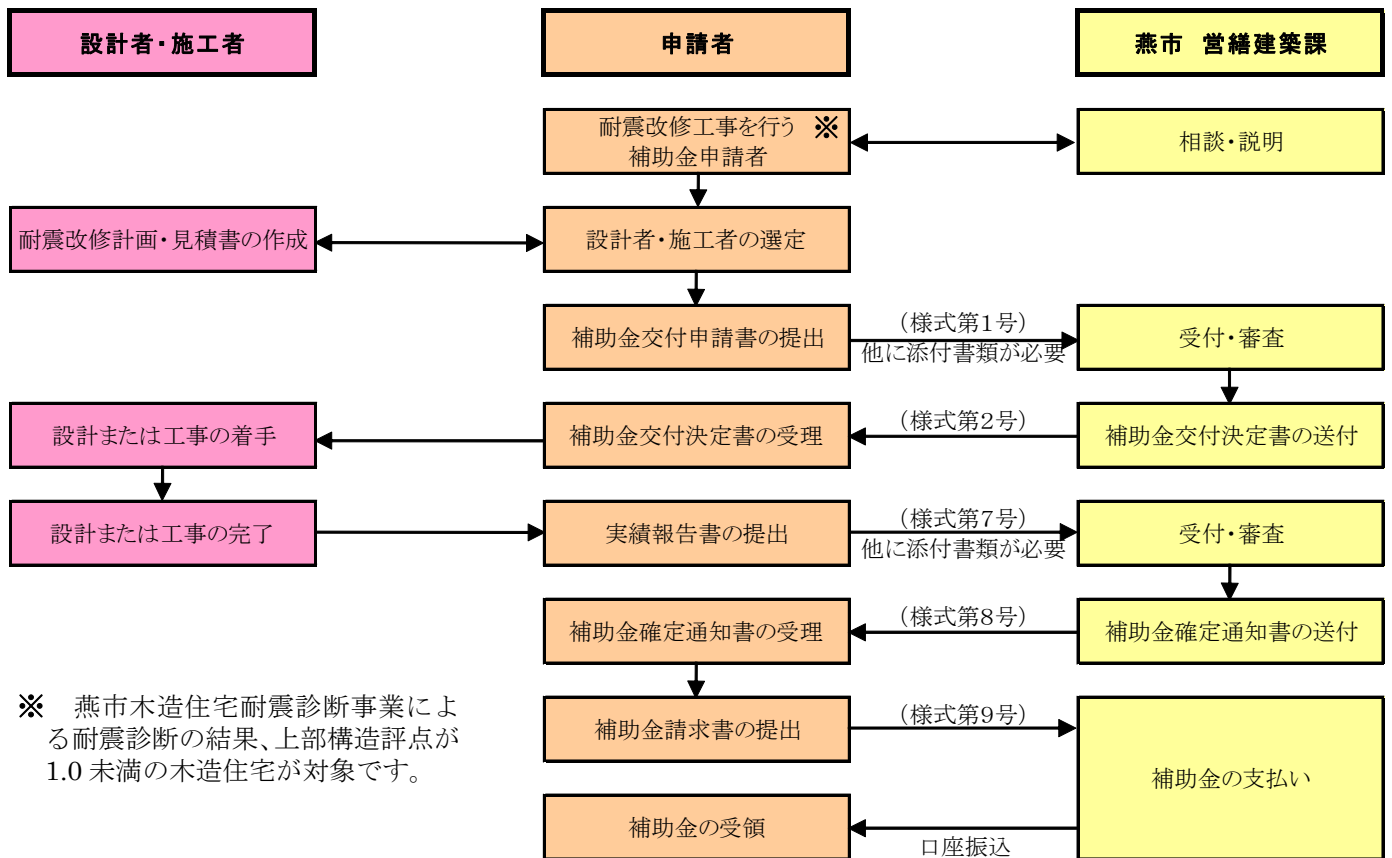 設計者・施工者
申請者
燕市 営繕建築課
耐震改修工事を行う ※
補助金申請者
相談・説明
耐震改修計画・見積書の作成
設計者・施工者の選定
補助金交付申請書の提出
(様式第1号)
他に添付書類が必要
受付・審査
設計または工事の着手
補助金交付決定書の受理
(様式第2号)
補助金交付決定書の送付
設計または工事の完了
実績報告書の提出
(様式第7号)
他に添付書類が必要
受付・審査
補助金確定通知書の受理
(様式第8号)
補助金確定通知書の送付
※ 燕市木造住宅耐震診断事業によ
る耐震診断の結果、上部構造評点が
1.0 未満の木造住宅が対象です。
補助金請求書の提出
(様式第9号)
補助金の支払い
補助金の受領
口座振込